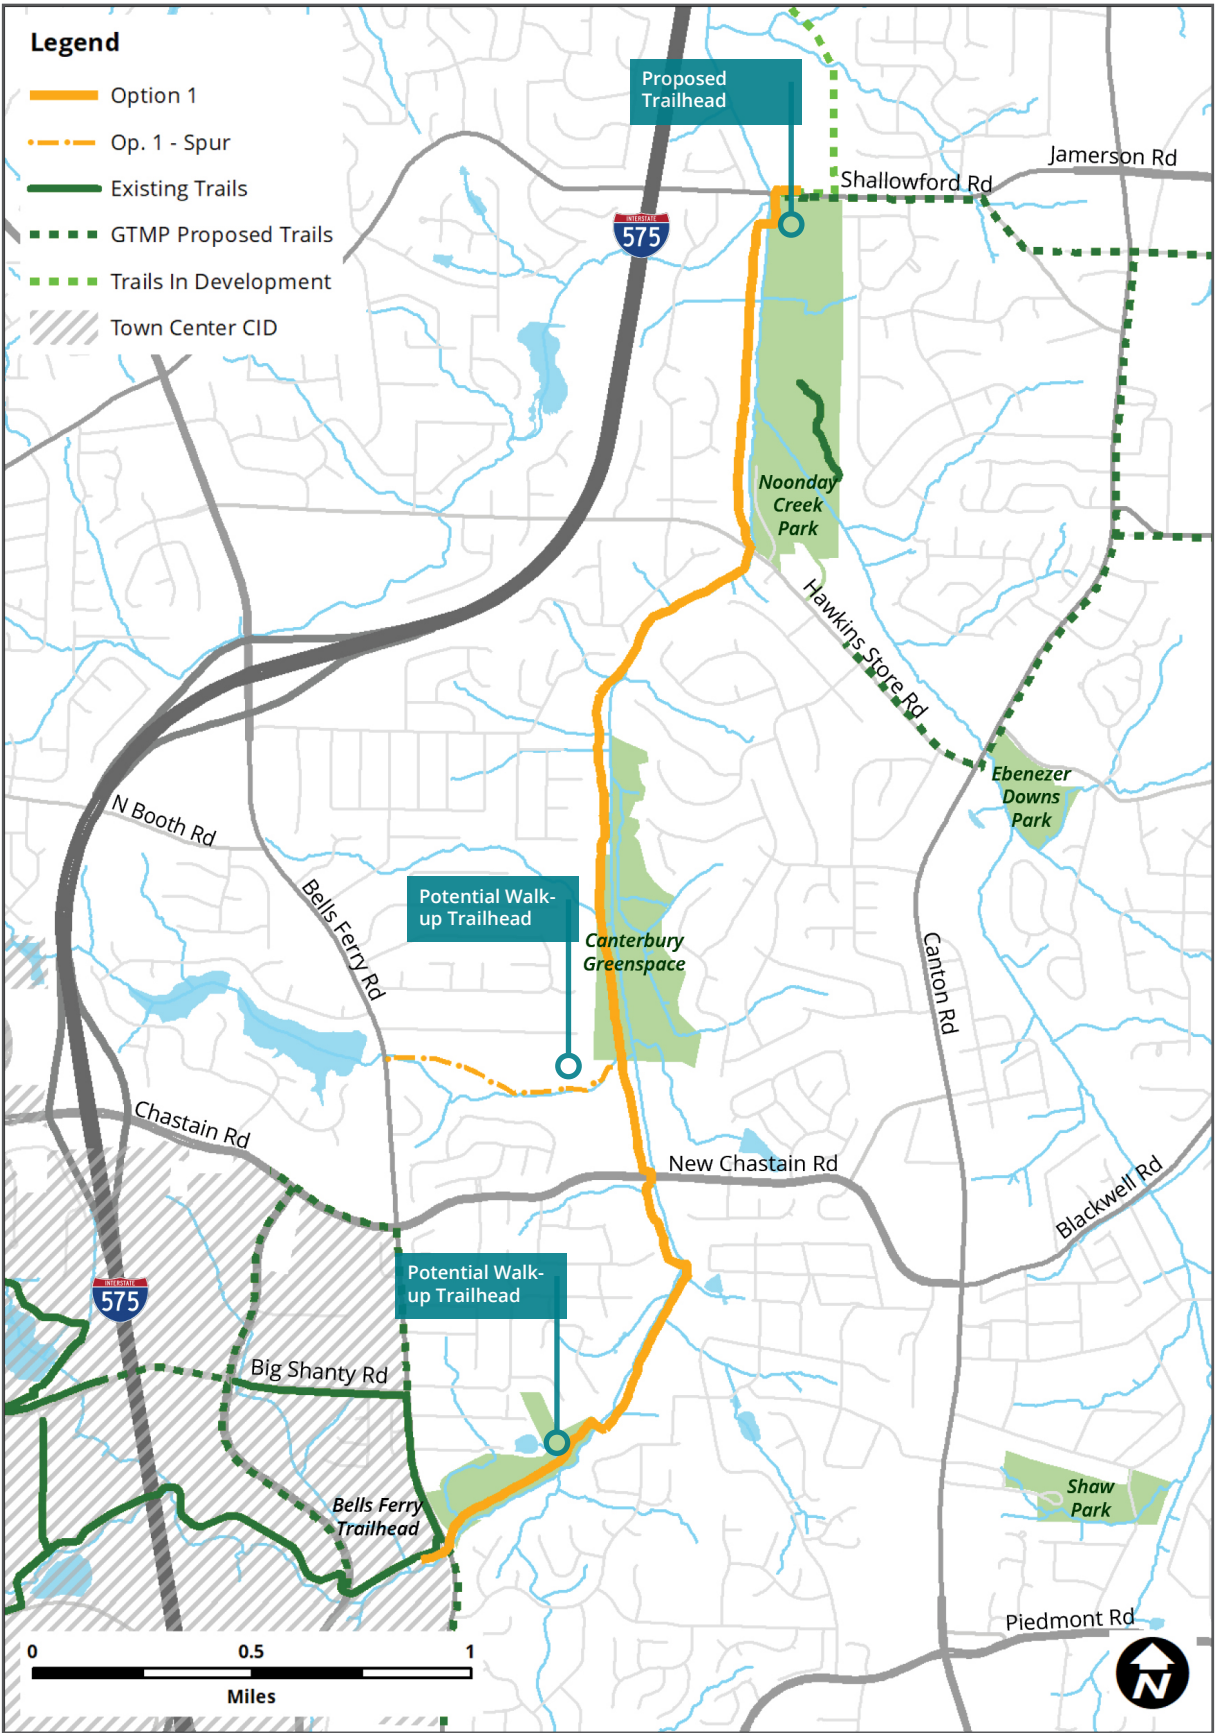 Legend
Option 1
Op. 1 - Spur
Existing Trails
GTMP Proposed Trails
Trails In Development
Town Center CID
Proposed
Trailhead
Jamerson Rd
Shallowford Rd
INTERSTATE
575
Noonday
Creek
Park
Hawkins Store Rd
Ebenezer
Downs
Park
N Booth Rd
Bells Ferry Rd
Potential Walk-
up Trailhead
Canterbury
Greenspace
Canton Rd
Chastain Rd
New Chastain Rd
Blackwell Rd
Potential Walk-
up Trailhead
INTERSTATE
575
Big Shanty Rd
Bells Ferry
Trailhead
Shaw
Park
Piedmont Rd
0 0.5 1
Miles
N